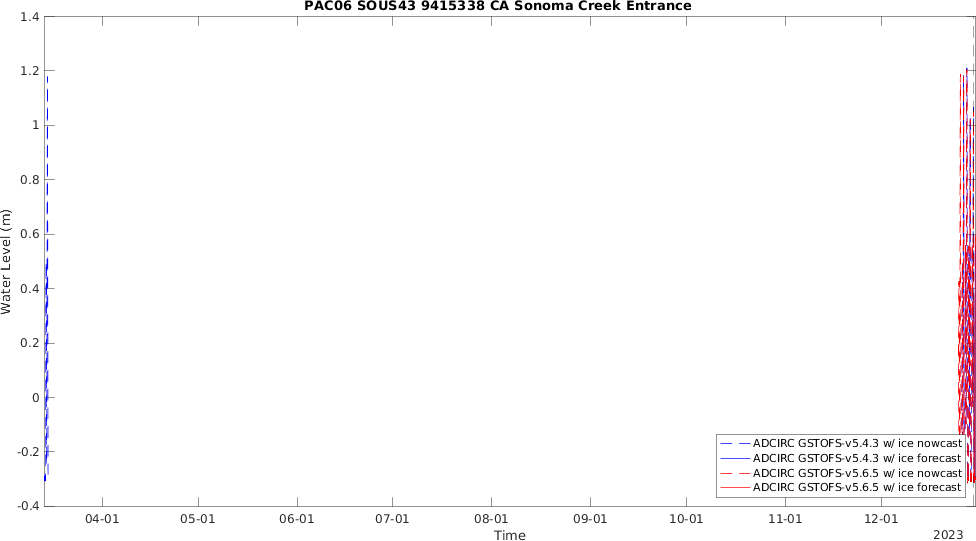 PAC06 SOUS43 9415338 CA Sonoma Creek Entrance
1.4
1.2
1
0.8
0.6
0.4
0.2
0
-0.2
-0.4
Water Level (m)
ADCIRC GSTOFS-v5.4.3 w/ ice nowcast
ADCIRC GSTOFS-v5.4.3 w/ ice forecast
ADCIRC GSTOFS-v5.6.5 w/ ice nowcast
ADCIRC GSTOFS-v5.6.5 w/ ice forecast
04-01 05-01 06-01 07-01 08-01 09-01 10-01 11-01 12-01
Time
2023